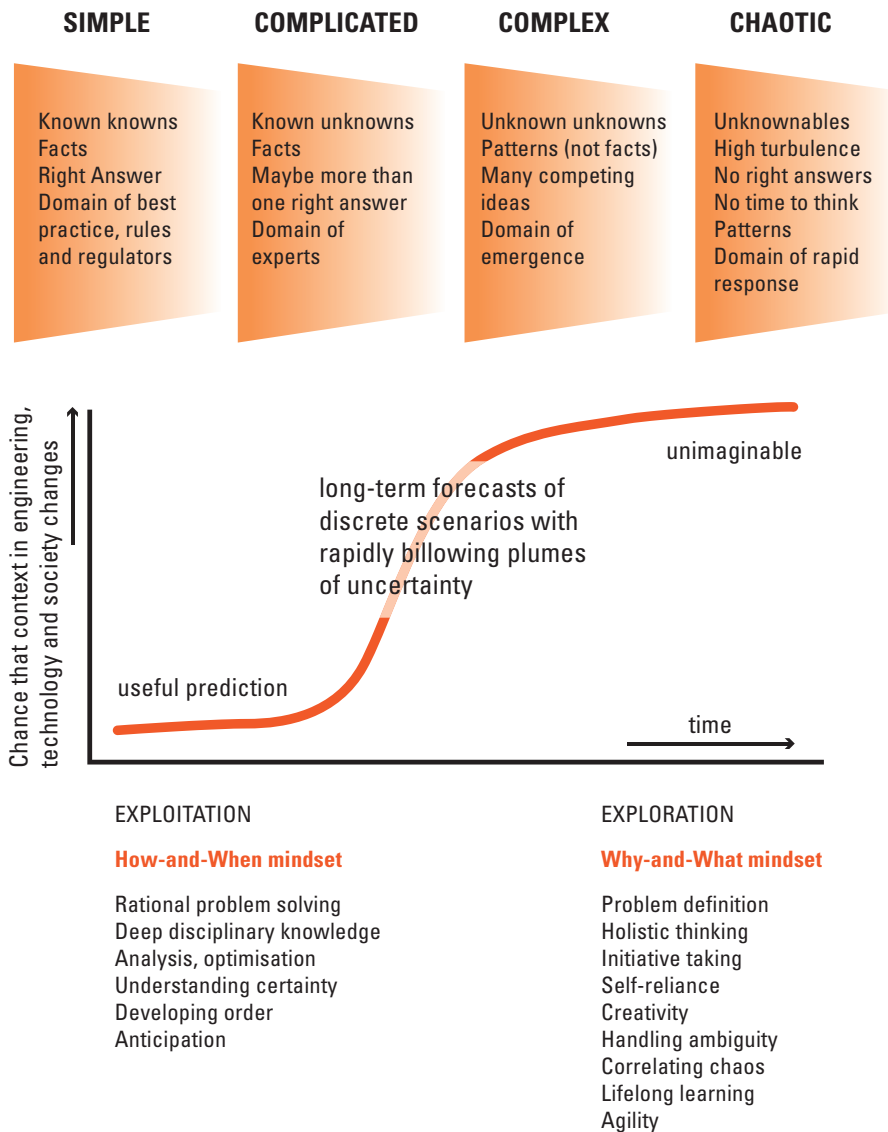 SIMPLE
COMPLICATED
COMPLEX
CHAOTIC
Known knowns
Facts
Right Answer
Domain of best
practice, rules
and regulators
Known unknowns
Facts
Maybe more than
one right answer
Domain of
experts
Unknown unknowns
Patterns (not facts)
Many competing
ideas
Domain of
emergence
Unknownables
High turbulence
No right answers
No time to think
Patterns
Domain of rapid
response
Chance that context in engineering,
technology and society changes
unimaginable
long-term forecasts of
discrete scenarios with
rapidly billowing plumes
of uncertainty
useful prediction
time
EXPLOITATION
How-and-When mindset
Rational problem solving
Deep disciplinary knowledge
Analysis, optimisation
Understanding certainty
Developing order
Anticipation
EXPLORATION
Why-and-What mindset
Problem definition
Holistic thinking
Initiative taking
Self-reliance
Creativity
Handling ambiguity
Correlating chaos
Lifelong learning
Agility